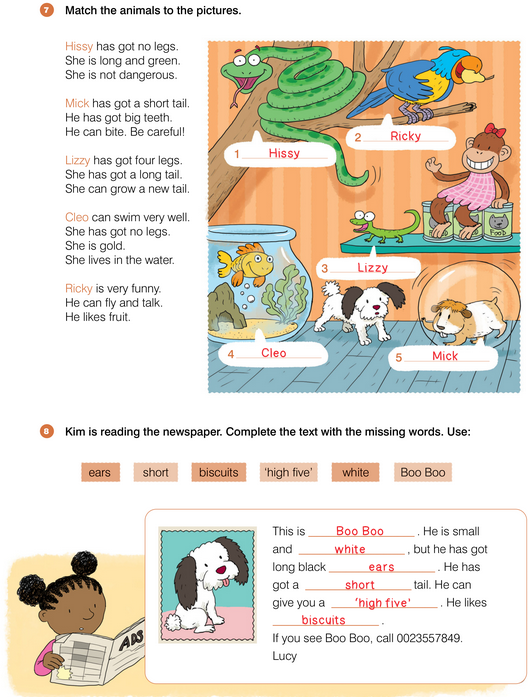 7 Match the animals to the pictures.
Hissy has got no legs.
She is long and green.
She is not dangerous.
Mick has got a short tail.
He has got big teeth.
He can bite. Be careful!
Lizzy has got four legs.
She has got a long tail.
She can grow a new tail.
Cleo can swim very well.
She has got no legs.
She is gold.
She lives in the water.
Ricky is very funny.
He can fly and talk.
He likes fruit.
1 Hissy
2 Ricky
FOOD
3 Lizzy
4 Cleo
5 Mick
8 Kim is reading the newspaper. Complete the text with the missing words. Use:
ears short biscuits 'high five' white Boo Boo
This is Boo Boo . He is small
and white , but he has got
long black ears . He has
got a short tail. He can
give you a 'high five' . He likes
biscuits .
If you see Boo Boo, call 0023557849.
Lucy
ADS